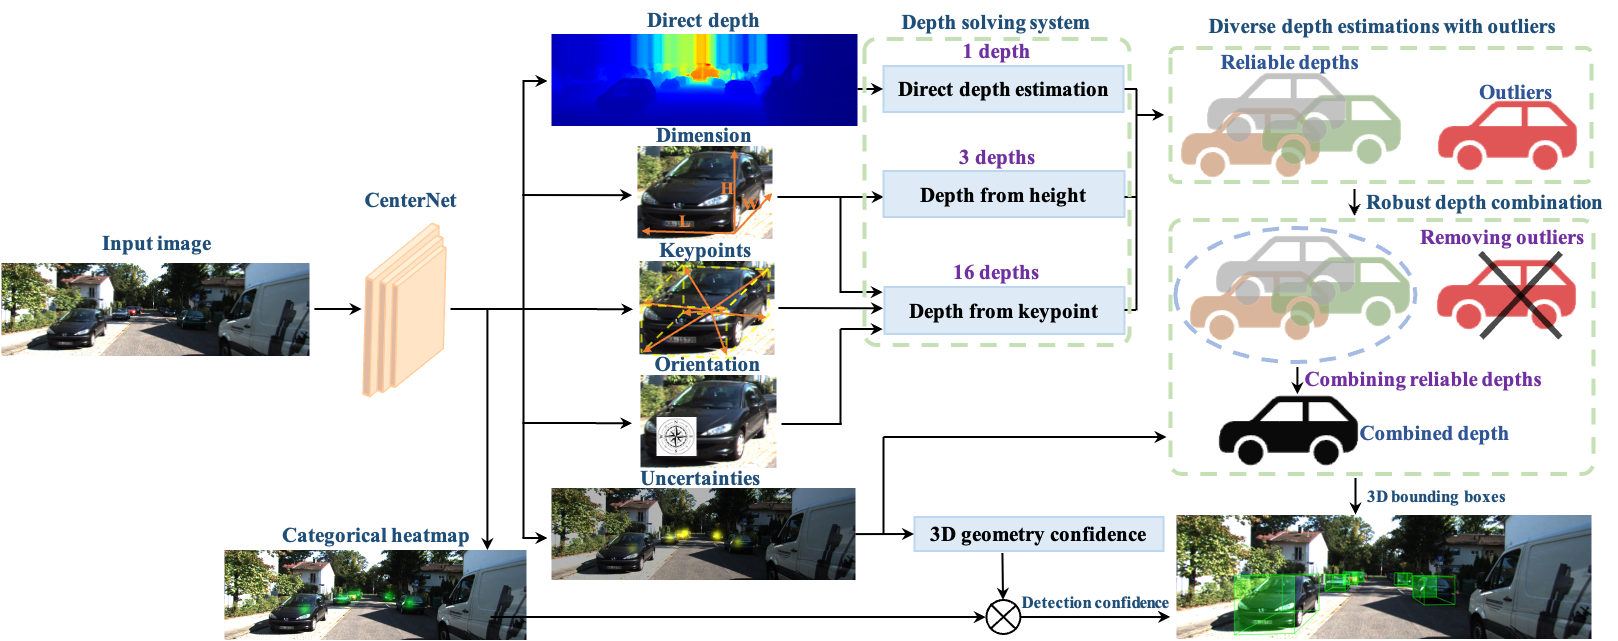 Input image
CenterNet
Categorical heatmap
Direct depth
Dimension
H
W
L
Keypoints
Orientation
Uncertainties
Depth solving system
1 depth
Direct depth estimation
3 depths
Depth from height
16 depths
Depth from keypoint
3D geometry confidence
Detection confidence
Diverse depth estimations with outliers
Reliable depths
Outliers
Robust depth combination
Removing outliers
Combining reliable depths
Combined depth
3D bounding boxes